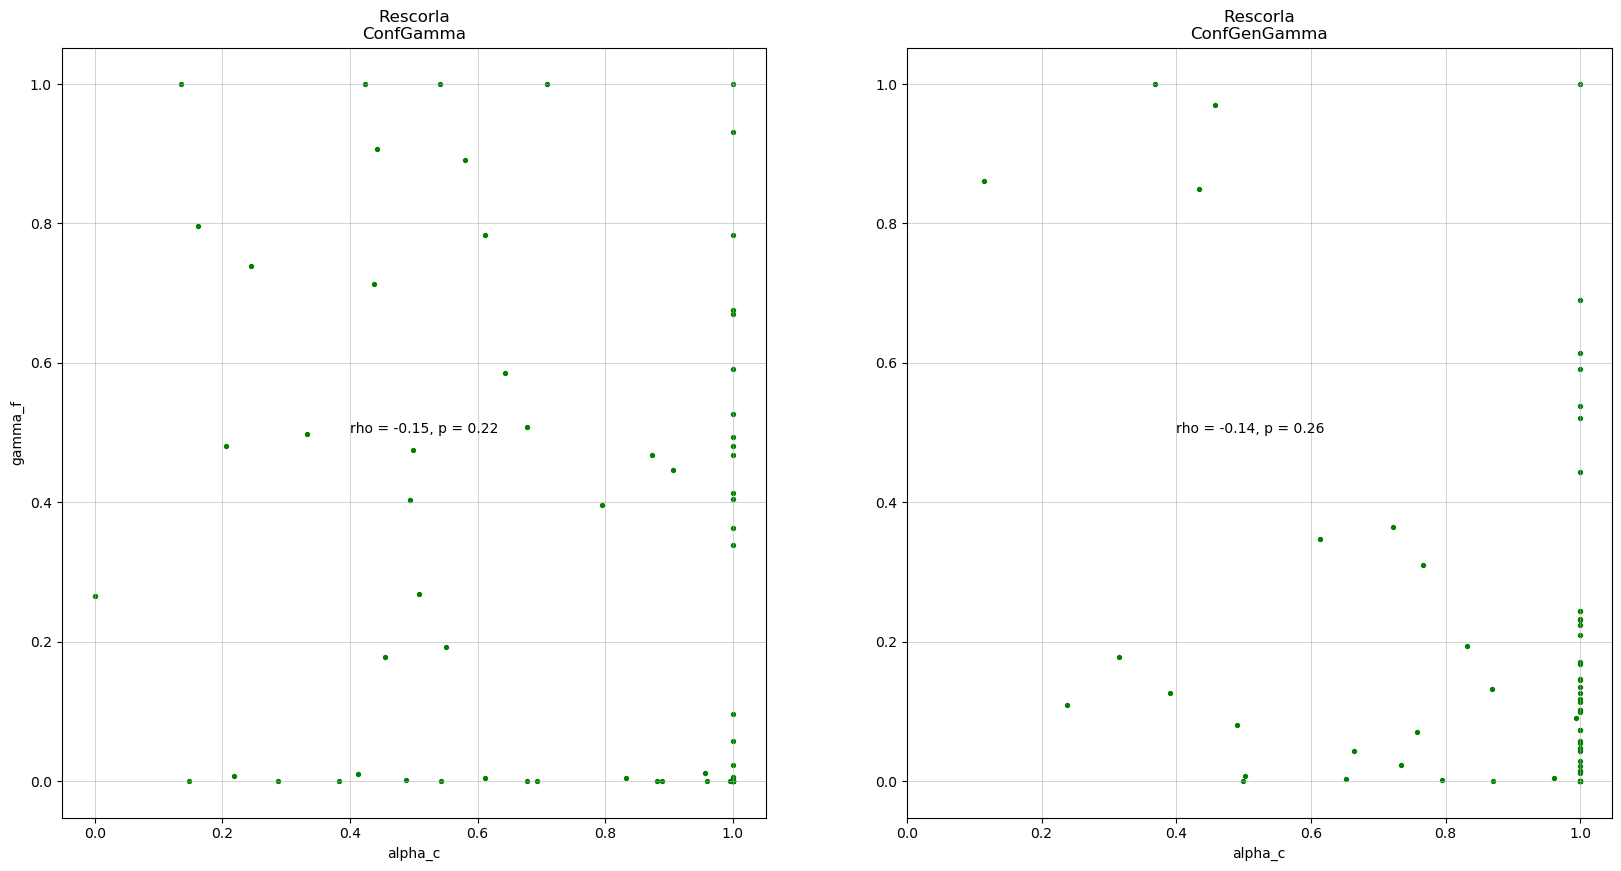 Rescorla
ConfGamma
1.0
0.8
0.6
0.4
0.2
0.0
gamma_f
rho = -0.15, p = 0.22
0.0 0.2 0.4 0.6 0.8 1.0
alpha_c
Rescorla
ConfGenGamma
1.0
0.8
0.6
0.4
0.2
0.0
rho = -0.14, p = 0.26
0.0 0.2 0.4 0.6 0.8 1.0
alpha_c